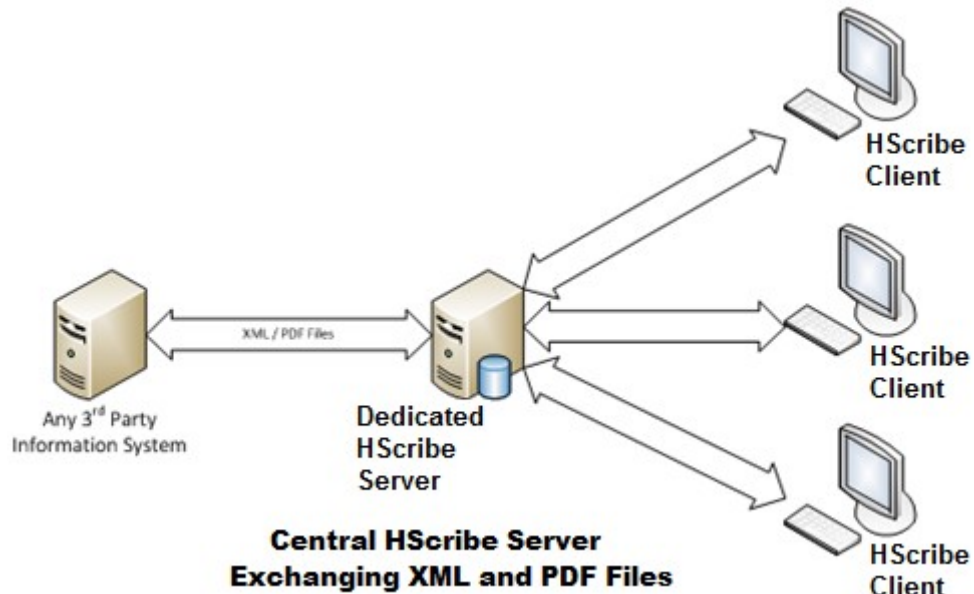 HScribe
Client
XML / PDF Files
HScribe
Client
Any 3rd Party
Information System
Dedicated
HScribe
Server
Central HScribe Server
Exchanging XML and PDF Files
HScribe
Client